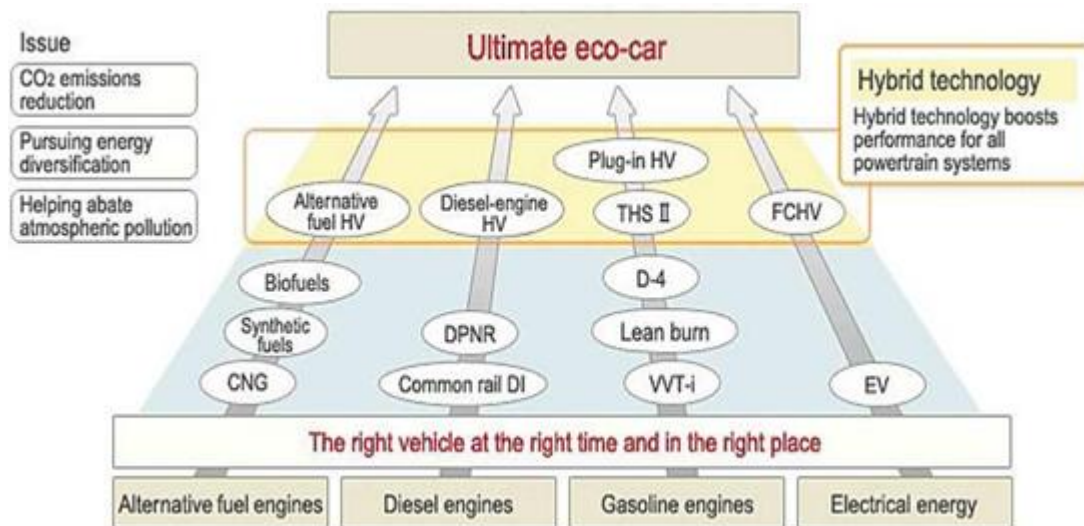 Issue
CO2 emissions
reduction
Pursuing energy
diversification
Helping abate
atmospheric pollution
Ultimate eco-car
Hybrid technology
Hybrid technology boosts
performance for all
powertrain systems
Plug-in HV
Alternative
fuel HV
Diesel-engine
HV
THS II
FCHV
Biofuels
D-4
Synthetic
fuels
DPNR
Lean burn
CNG
Common rail DI
VVT-i
EV
The right vehicle at the right time and in the right place
Alternative fuel engines
Diesel engines
Gasoline engines
Electrical energy